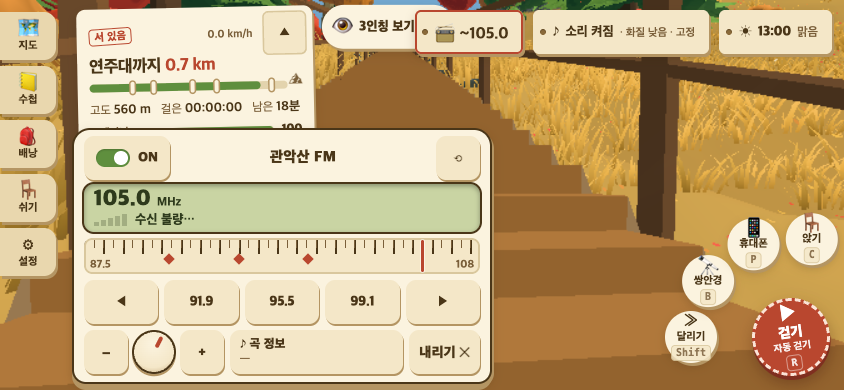 지도
수첩
배낭
쉬기
설정
서 있음
0.0 km/h
연주대까지 0.7 km
고도 560 m 걸은 00:00:00 남은 18분
100
3인칭 보기
~105.0
♪ 소리 켜짐 · 화질 낮음 · 고정
13:00 맑음
ON
관악산 FM
105.0 MHz
수신 불량…
87.5
108
91.9
95.5
99.1
–
+
♪ 곡 정보
—
내리기 ×
휴대폰
P
앉기
C
쌍안경
B
달리기
Shift
걷기
자동 걷기
R